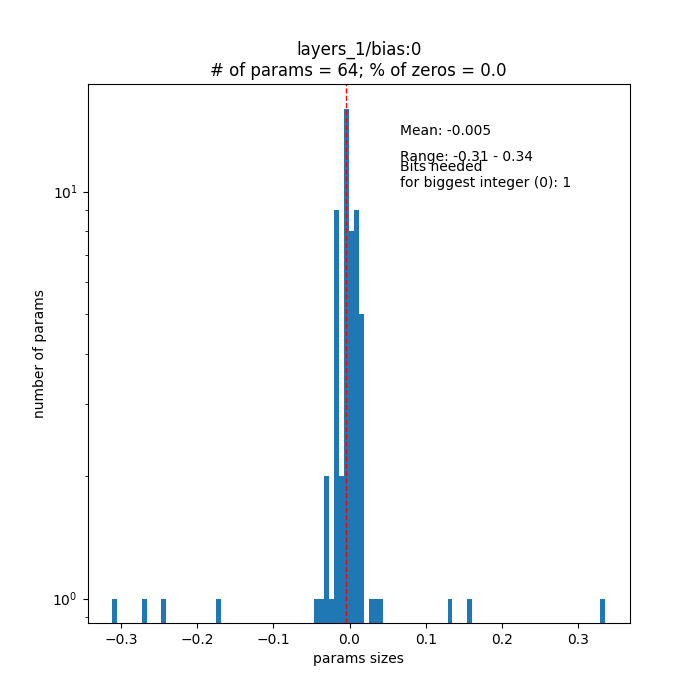 layers_1/bias:0
# of params = 64; % of zeros = 0.0
Mean: -0.005
Range: -0.31 - 0.34
Bits needed
for biggest integer (0): 1
10¹
10⁰
number of params
−0.3
−0.2
−0.1
0.0
0.1
0.2
0.3
params sizes